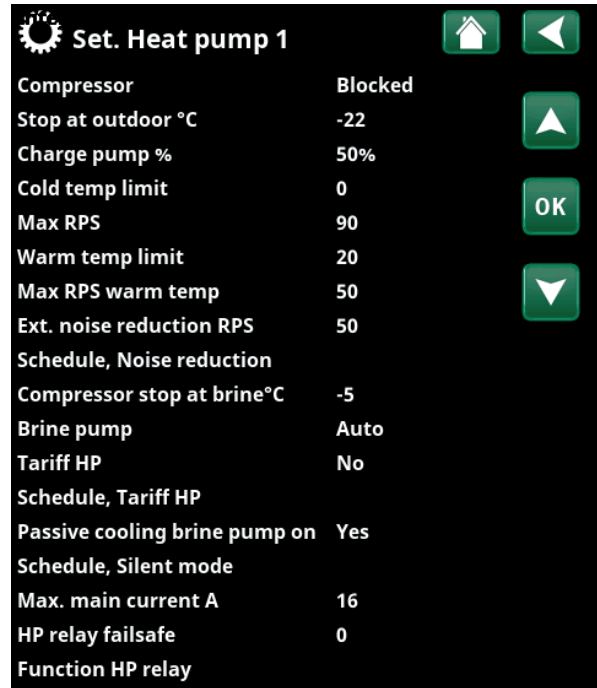 Set. Heat pump 1
Compressor Blocked
Stop at outdoor °C -22
Charge pump % 50%
Cold temp limit 0
Max RPS 90
OK
Warm temp limit 20
Max RPS warm temp 50
Ext. noise reduction RPS 50
Schedule, Noise reduction
Compressor stop at brine°C -5
Brine pump Auto
Tariff HP No
Schedule, Tariff HP
Passive cooling brine pump on Yes
Schedule, Silent mode
Max. main current A 16
HP relay failsafe 0
Function HP relay